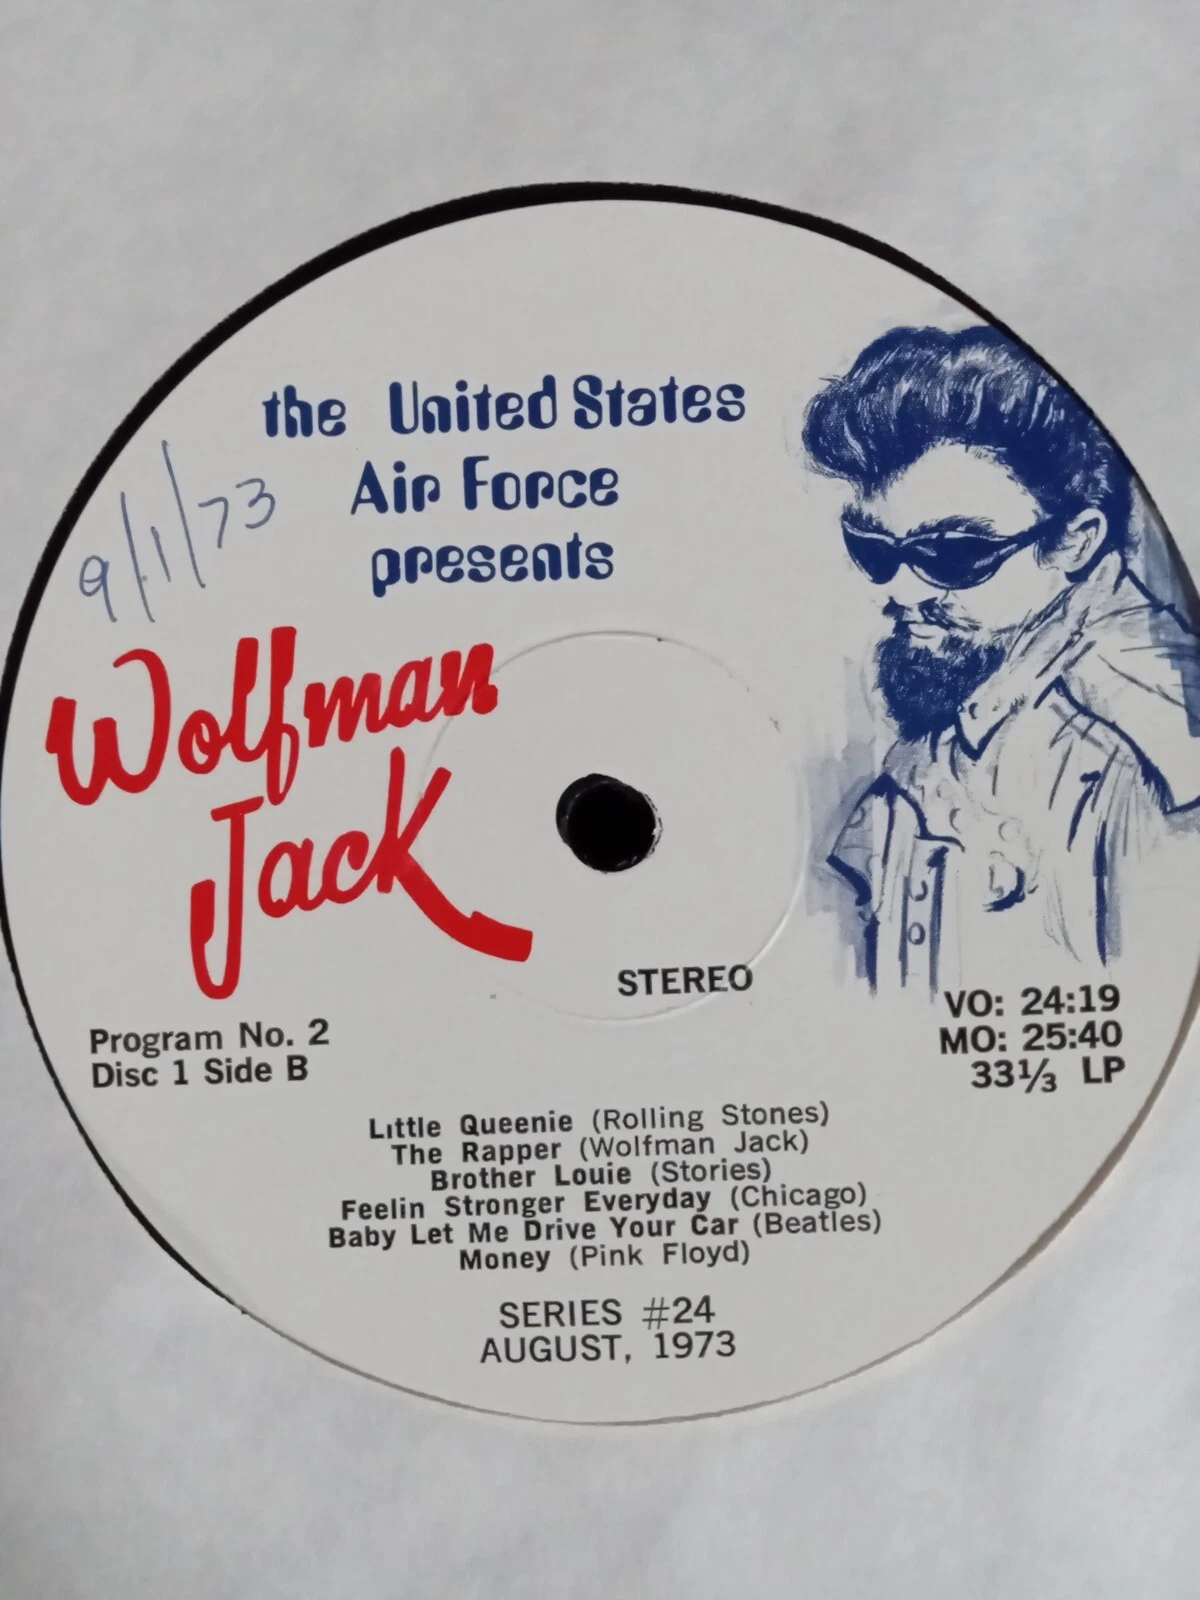 the United States
Air Force
presents
9/1/73
Wolfman
Jack
STEREO
Program No. 2
Disc 1 Side B
VO: 24:19
MO: 25:40
33⅓ LP
Little Queenie (Rolling Stones)
The Rapper (Wolfman Jack)
Brother Louie (Stories)
Feelin Stronger Everyday (Chicago)
Baby Let Me Drive Your Car (Beatles)
Money (Pink Floyd)
SERIES #24
AUGUST, 1973